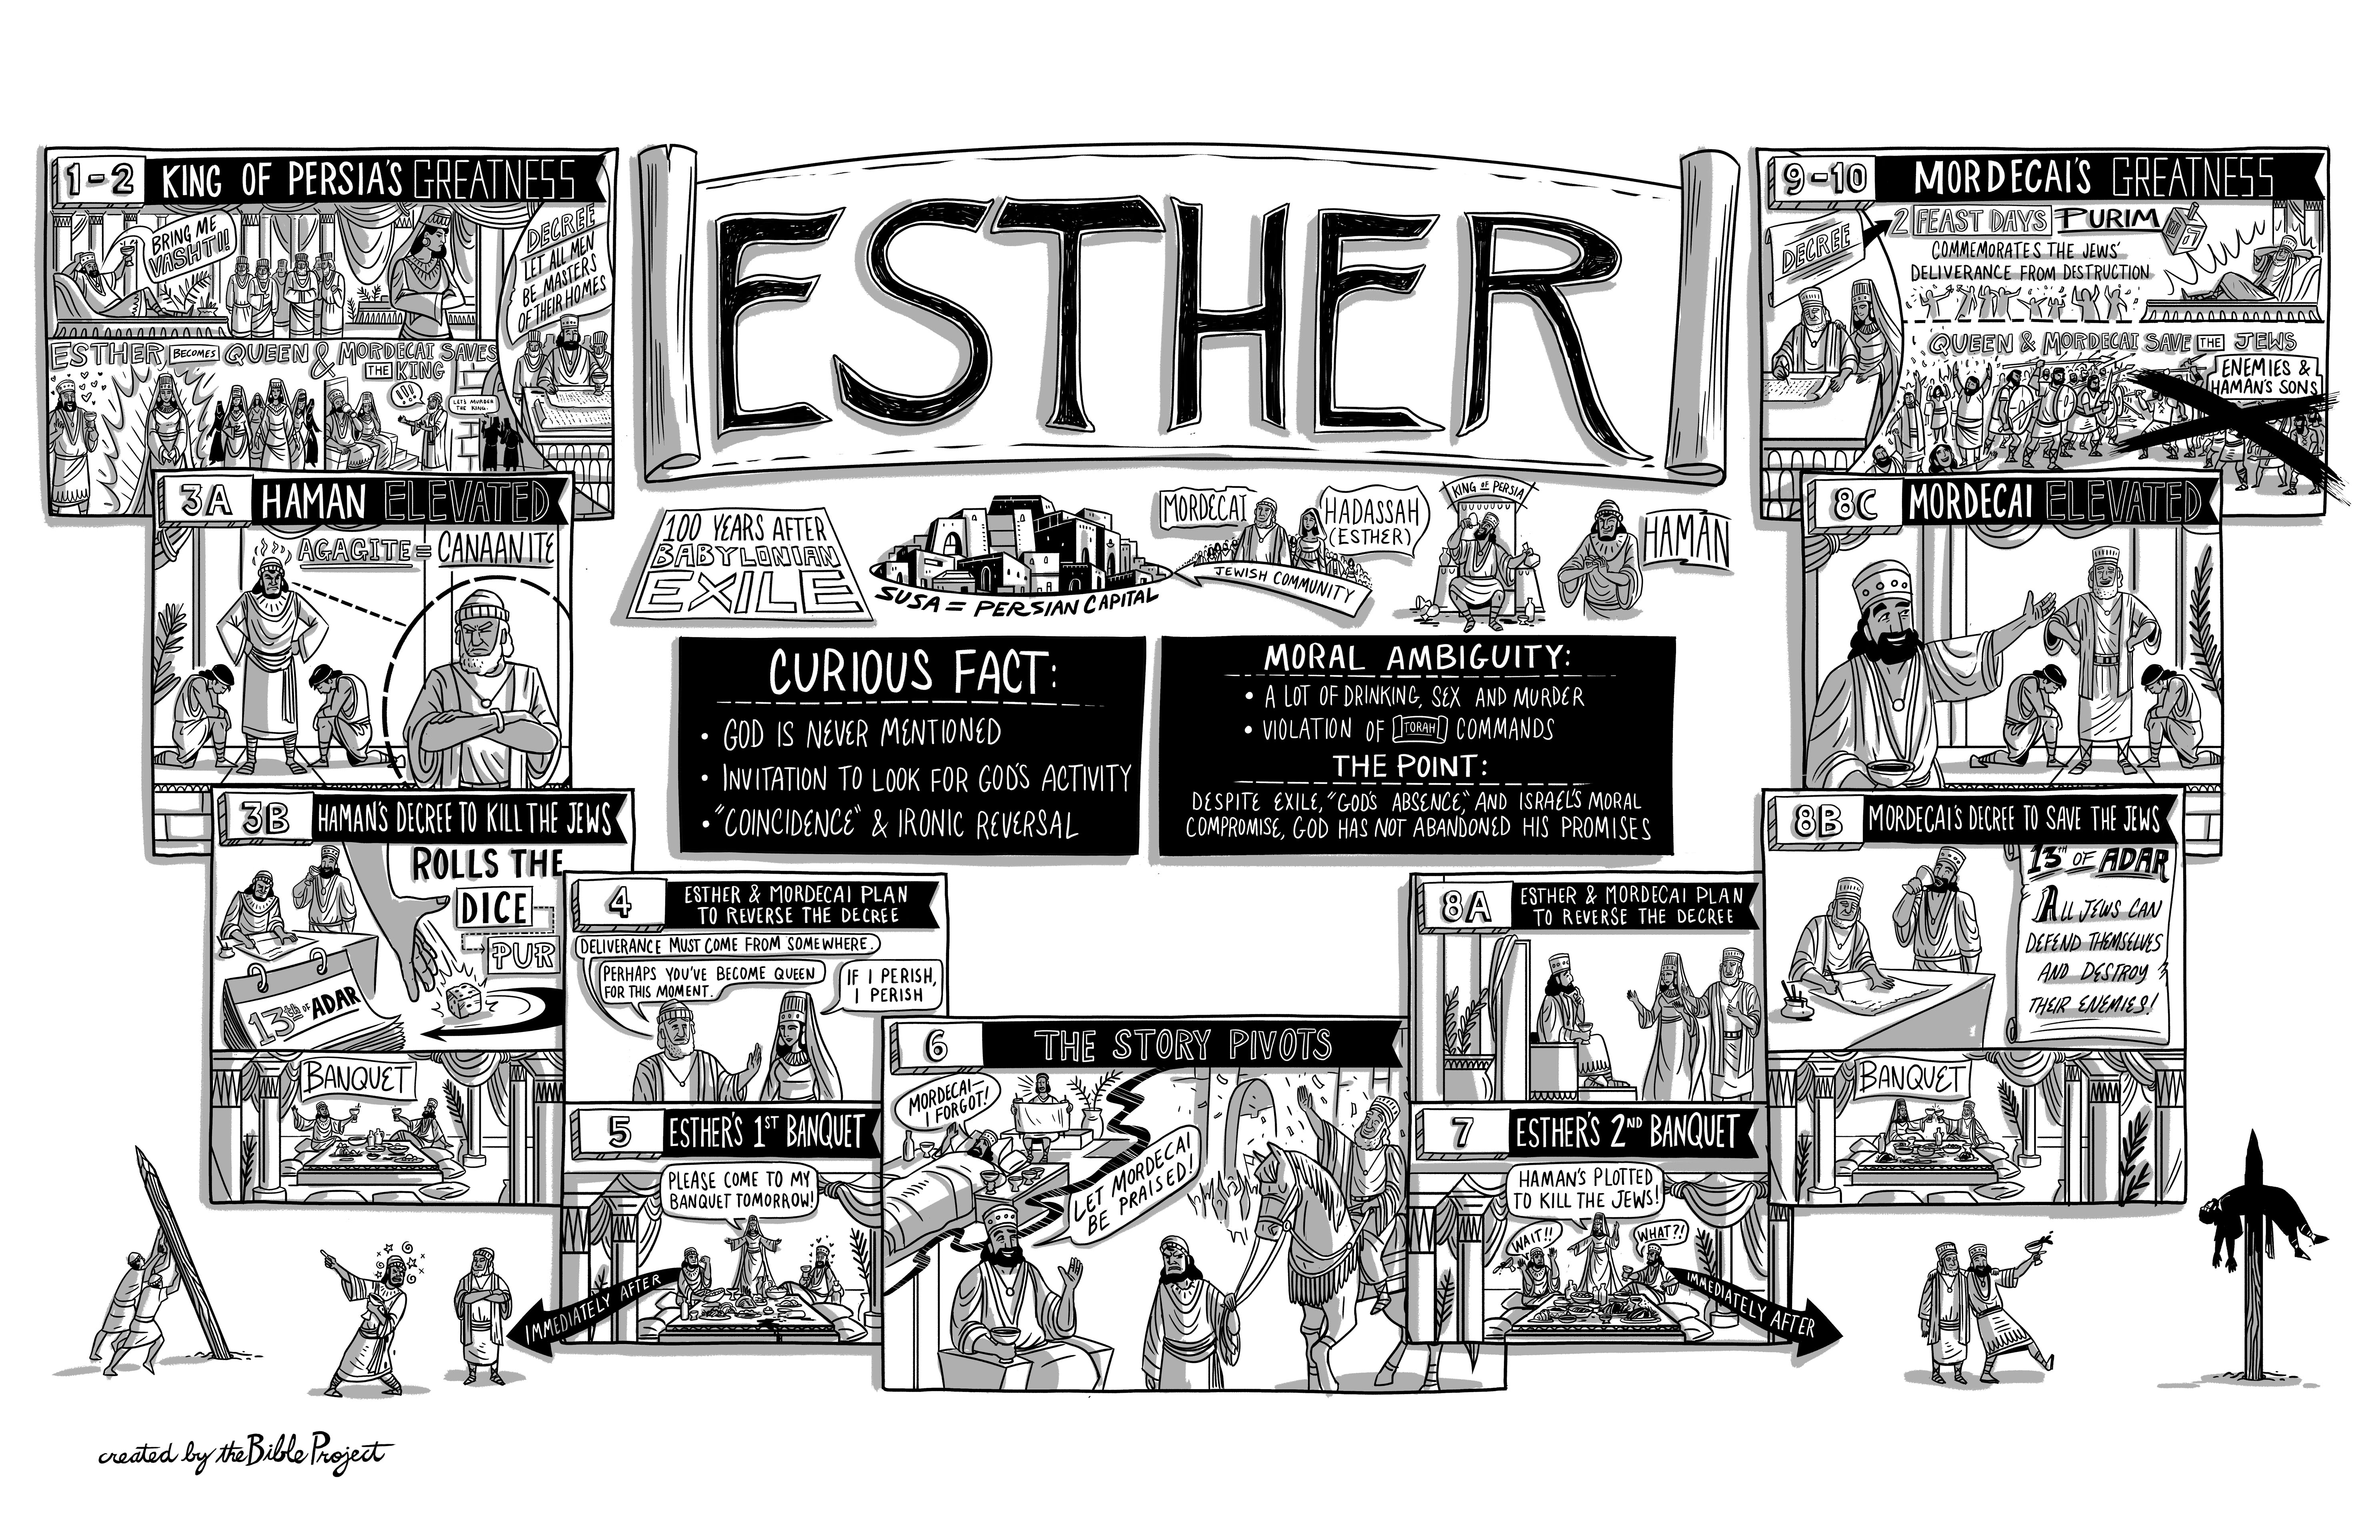 ESTHER
1-2 KING OF PERSIA'S GREATNESS
BRING ME
VASHTI!!
DECREE
LET ALL MEN
BE MASTERS
OF THEIR HOMES
ESTHER BECOMES QUEEN & MORDECAI SAVES
THE KING
!!!
LET'S MURDER
THE KING.
3A HAMAN ELEVATED
AGAGITE = CANAANITE
3B HAMAN'S DECREE TO KILL THE JEWS
ROLLS THE
DICE
PUR
13th OF ADAR
BANQUET
4 ESTHER & MORDECAI PLAN
TO REVERSE THE DECREE
DELIVERANCE MUST COME FROM SOMEWHERE.
PERHAPS YOU'VE BECOME QUEEN
FOR THIS MOMENT.
IF I PERISH,
I PERISH
5 ESTHER'S 1ST BANQUET
PLEASE COME TO MY
BANQUET TOMORROW!
IMMEDIATELY AFTER
100 YEARS AFTER
BABYLONIAN
EXILE
SUSA = PERSIAN CAPITAL
MORDECAI
HADASSAH
(ESTHER)
JEWISH COMMUNITY
KING OF PERSIA
HAMAN
CURIOUS FACT:
• GOD IS NEVER MENTIONED
• INVITATION TO LOOK FOR GOD'S ACTIVITY
• "COINCIDENCE" & IRONIC REVERSAL
MORAL AMBIGUITY:
• A LOT OF DRINKING, SEX AND MURDER
• VIOLATION OF TORAH COMMANDS
THE POINT:
DESPITE EXILE, "GOD'S ABSENCE," AND ISRAEL'S MORAL
COMPROMISE, GOD HAS NOT ABANDONED HIS PROMISES
6 THE STORY PIVOTS
MORDECAI-
I FORGOT!
LET MORDECAI
BE PRAISED!
7 ESTHER'S 2ND BANQUET
HAMAN'S PLOTTED
TO KILL THE JEWS!
WAIT!!
WHAT?!
IMMEDIATELY AFTER
8A ESTHER & MORDECAI PLAN
TO REVERSE THE DECREE
8B MORDECAI'S DECREE TO SAVE THE JEWS
13TH OF ADAR
ALL JEWS CAN
DEFEND THEMSELVES
AND DESTROY
THEIR ENEMIES!
BANQUET
8C MORDECAI ELEVATED
9-10 MORDECAI'S GREATNESS
DECREE
2 FEAST DAYS PURIM
COMMEMORATES THE JEWS'
DELIVERANCE FROM DESTRUCTION
QUEEN & MORDECAI SAVE THE JEWS
ENEMIES &
HAMAN'S SONS
created by the Bible Project